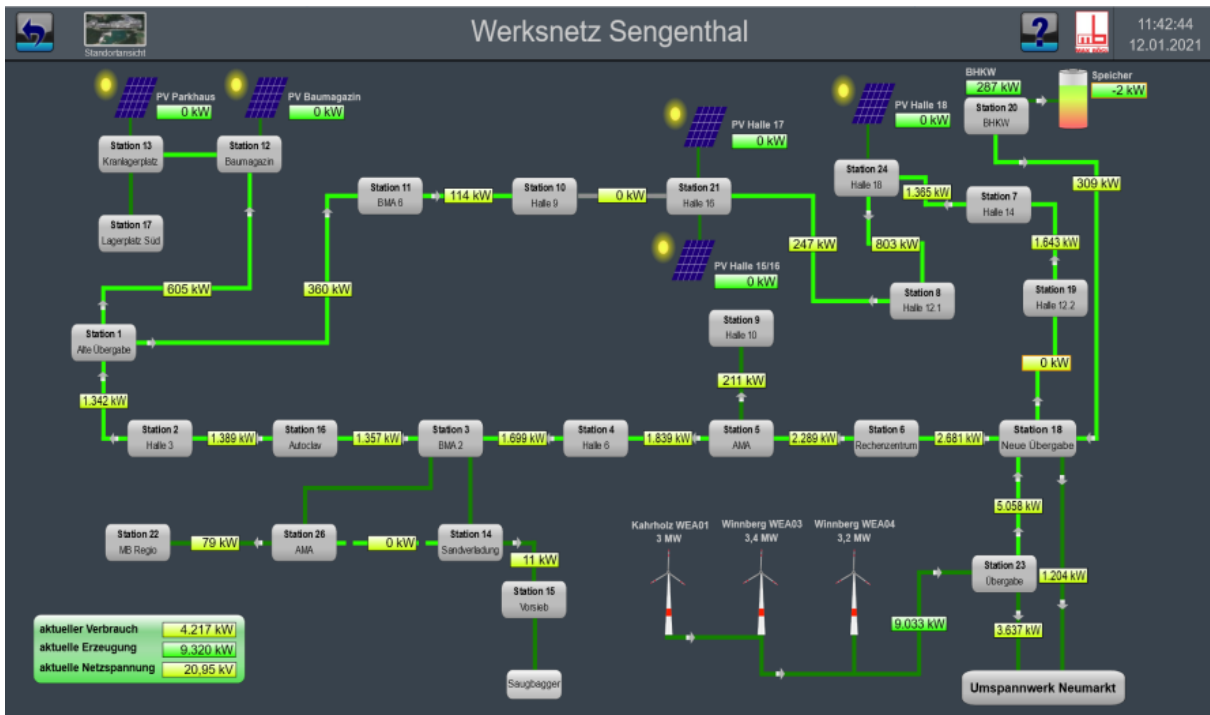 Werksnetz Sengenthal
Standortansicht
?
mb
MAX BÖGL
11:42:44
12.01.2021
PV Parkhaus
0 kW
PV Baumagazin
0 kW
PV Halle 17
0 kW
PV Halle 18
0 kW
BHKW
287 kW
Speicher
-2 kW
Station 20
BHKW
Station 13
Kranlagerplatz
Station 12
Baumagazin
Station 11
BMA 6
114 kW
Station 10
Halle 9
0 kW
Station 21
Halle 16
Station 24
Halle 18
1.365 kW
Station 7
Halle 14
309 kW
Station 17
Lagerplatz Süd
247 kW
803 kW
1.643 kW
PV Halle 15/16
0 kW
605 kW
360 kW
Station 8
Halle 12.1
Station 19
Halle 12.2
Station 9
Halle 10
Station 1
Alte Übergabe
0 kW
211 kW
1.342 kW
Station 2
Halle 3
1.389 kW
Station 16
Autoclav
1.357 kW
Station 3
BMA 2
1.699 kW
Station 4
Halle 6
1.839 kW
Station 5
AMA
2.289 kW
Station 6
Rechenzentrum
2.681 kW
Station 18
Neue Übergabe
5.058 kW
Station 22
MB Regio
79 kW
Station 26
AMA
0 kW
Station 14
Sandverladung
11 kW
Station 15
Vorsieb
Saugbagger
Kahrholz WEA01
3 MW
Winnberg WEA03
3,4 MW
Winnberg WEA04
3,2 MW
Station 23
Übergabe
1.204 kW
9.033 kW
3.637 kW
Umspannwerk Neumarkt
aktueller Verbrauch 4.217 kW
aktuelle Erzeugung 9.320 kW
aktuelle Netzspannung 20,95 kV